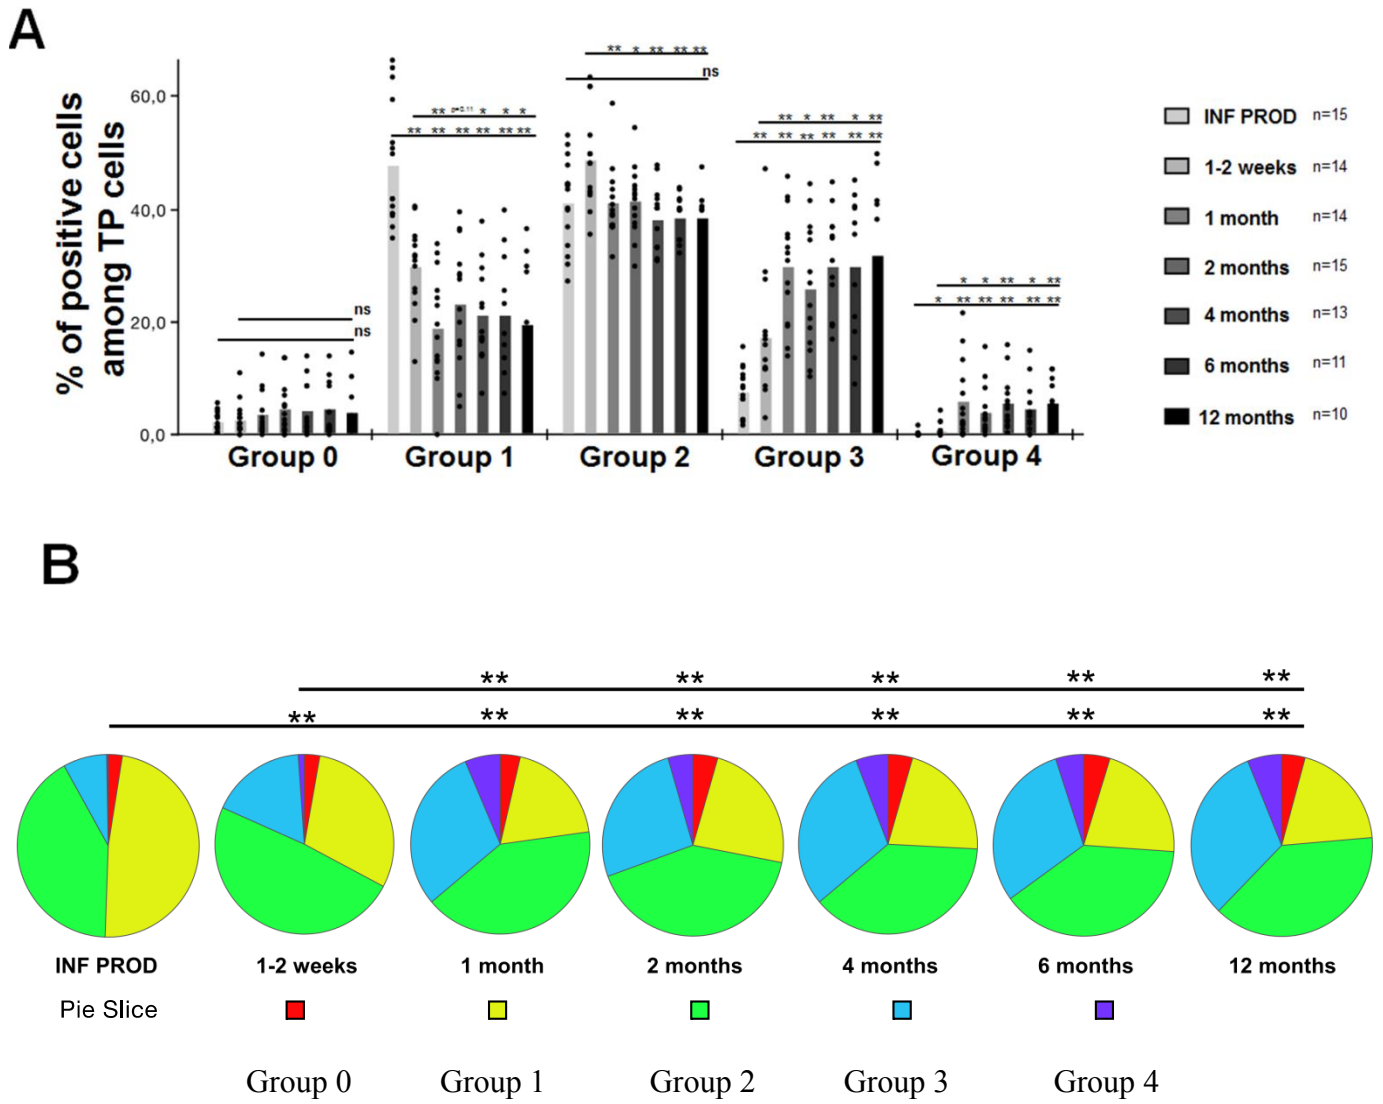 A
% of positive cells
among TP cells
60,0
40,0
20,0
0,0
ns
ns
** p=0.11 * * *
** ** ** ** ** **
** * ** ** **
ns
** * ** * **
** ** ** ** ** **
* * ** * **
* ** ** ** ** **
Group 0 Group 1 Group 2 Group 3 Group 4
INF PROD n=15
1-2 weeks n=14
1 month n=14
2 months n=15
4 months n=13
6 months n=11
12 months n=10
B
** ** ** ** **
** ** ** ** ** **
INF PROD 1-2 weeks 1 month 2 months 4 months 6 months 12 months
Pie Slice
Group 0 Group 1 Group 2 Group 3 Group 4